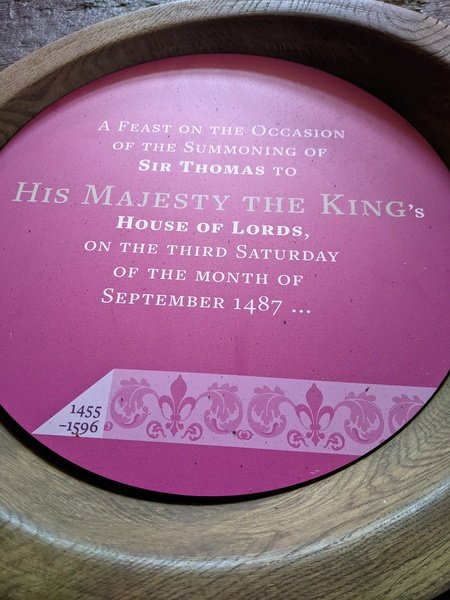 A Feast on the Occasion
of the Summoning of
Sir Thomas to
His Majesty the King's
House of Lords,
on the third Saturday
of the month of
September 1487 ...
1455
–1596